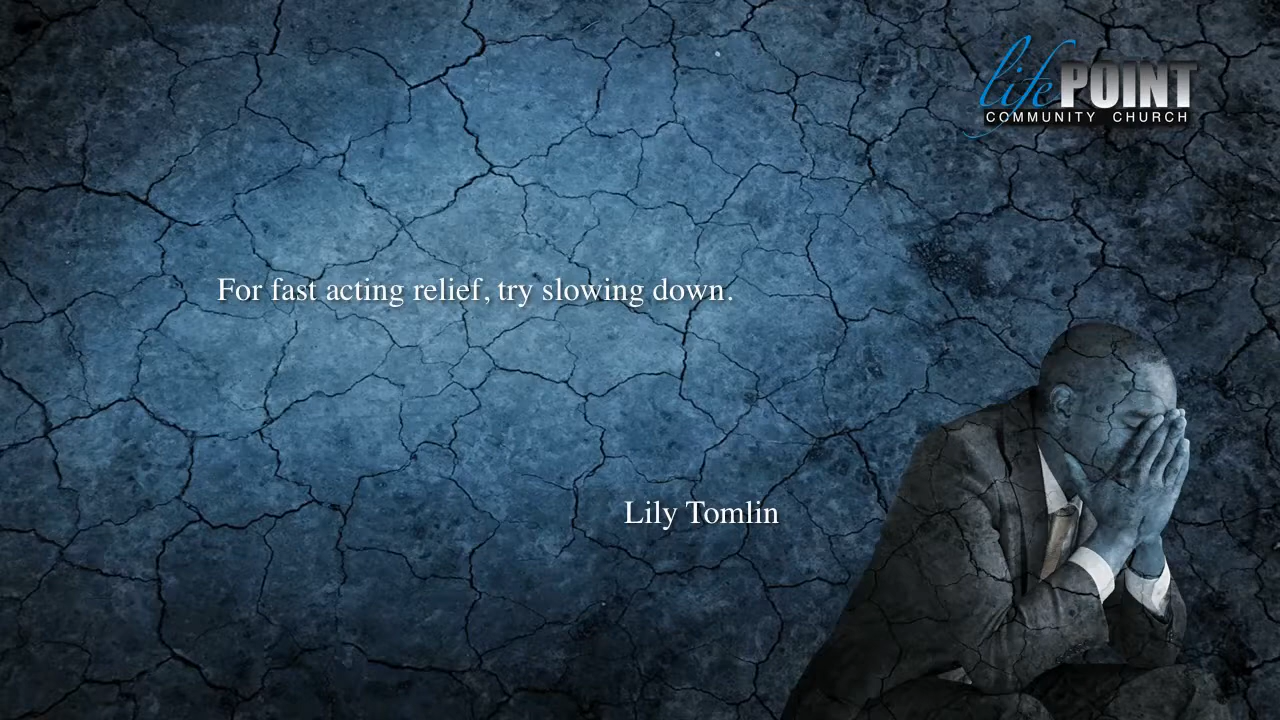 life POINT
COMMUNITY CHURCH
For fast acting relief, try slowing down.
Lily Tomlin